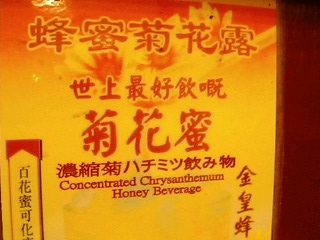 蜂蜜菊花露
世上最好飲嘅
菊花蜜
濃縮菊ハチミツ飲み物
Concentrated Chrysanthemum
Honey Beverage
金皇蜂
百花蜜可化